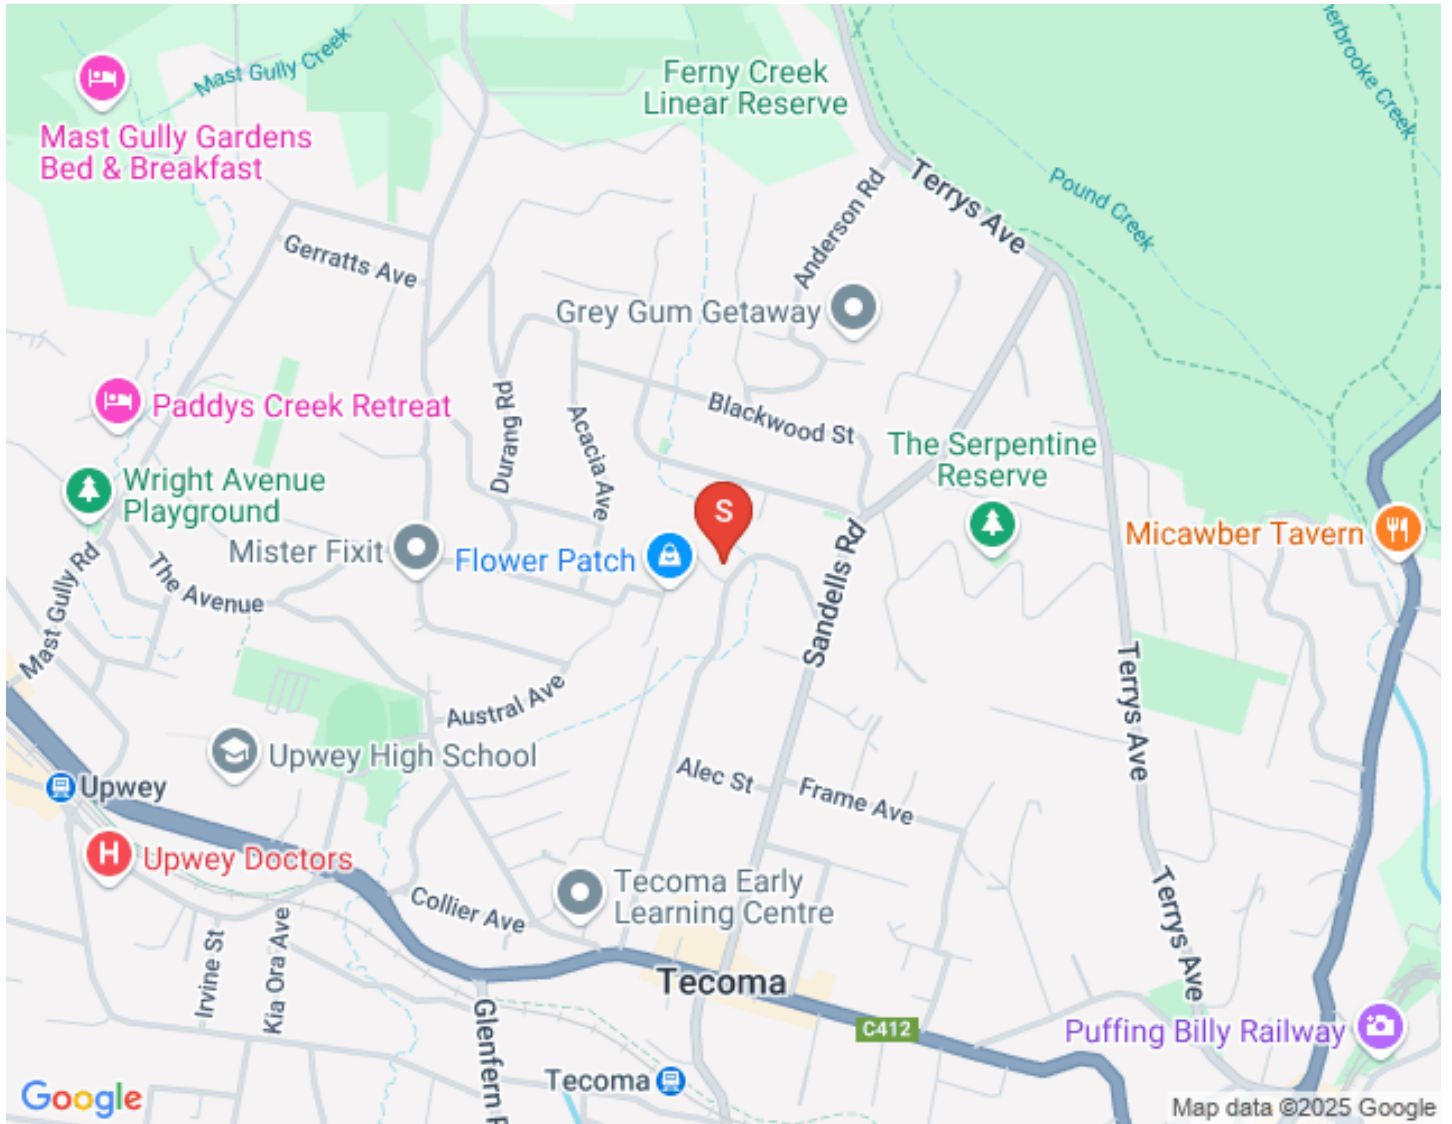 Mast Gully Creek
Ferny Creek
Linear Reserve
erbrooke Creek
Mast Gully Gardens
Bed & Breakfast
Terrys Ave
Pound Creek
Anderson Rd
Gerratts Ave
Grey Gum Getaway
Durang Rd
Acacia Ave
Blackwood St
Paddys Creek Retreat
The Serpentine
Reserve
Wright Avenue
Playground
S
Micawber Tavern
Mister Fixit
Flower Patch
Mast Gully Rd
The Avenue
Sandells Rd
Terrys Ave
Austral Ave
Upwey High School
Alec St
Frame Ave
Upwey
H
Upwey Doctors
Tecoma Early
Learning Centre
Collier Ave
Terrys Ave
Irvine St
Kia Ora Ave
Tecoma
Glenfern R
C412
Puffing Billy Railway
Tecoma
Google
Map data ©2025 Google